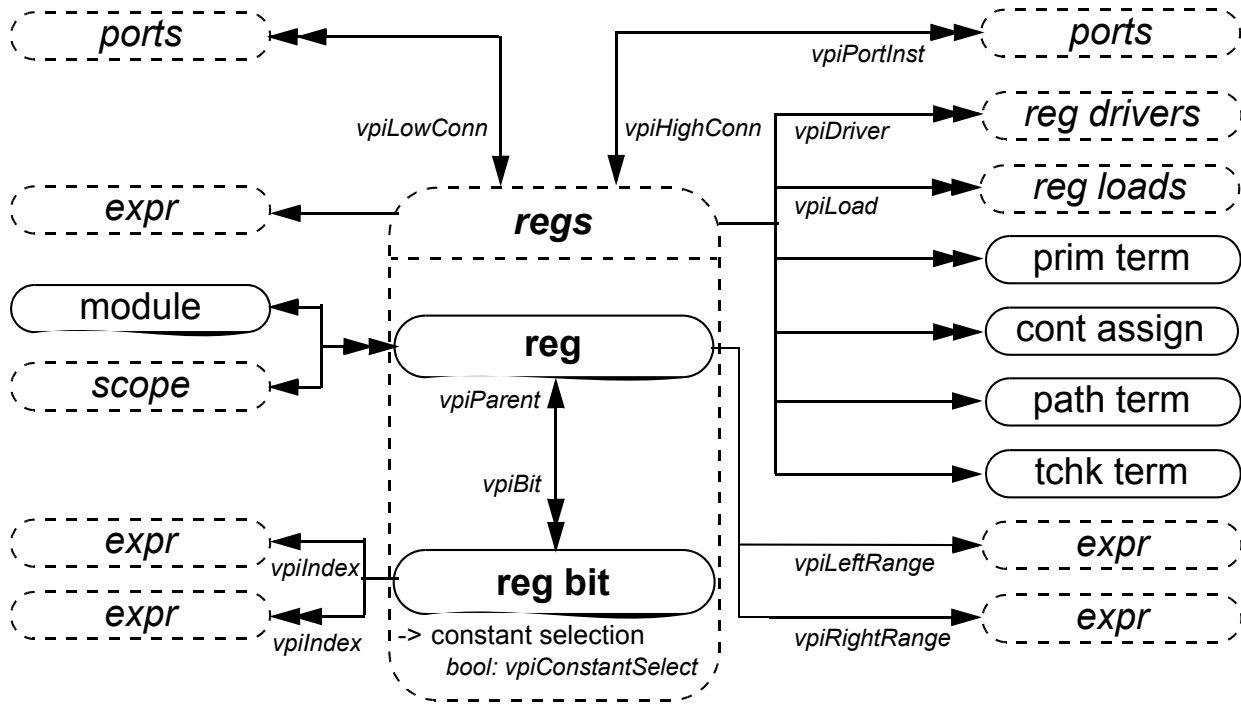 ports
ports
vpiPortInst
vpiLowConn
vpiHighConn
vpiDriver
reg drivers
expr
regs
vpiLoad
reg loads
prim term
module
reg
cont assign
scope
vpiParent
path term
vpiBit
tchk term
expr
vpiIndex
reg bit
vpiLeftRange
expr
expr
vpiIndex
-> constant selection
bool: vpiConstantSelect
vpiRightRange
expr